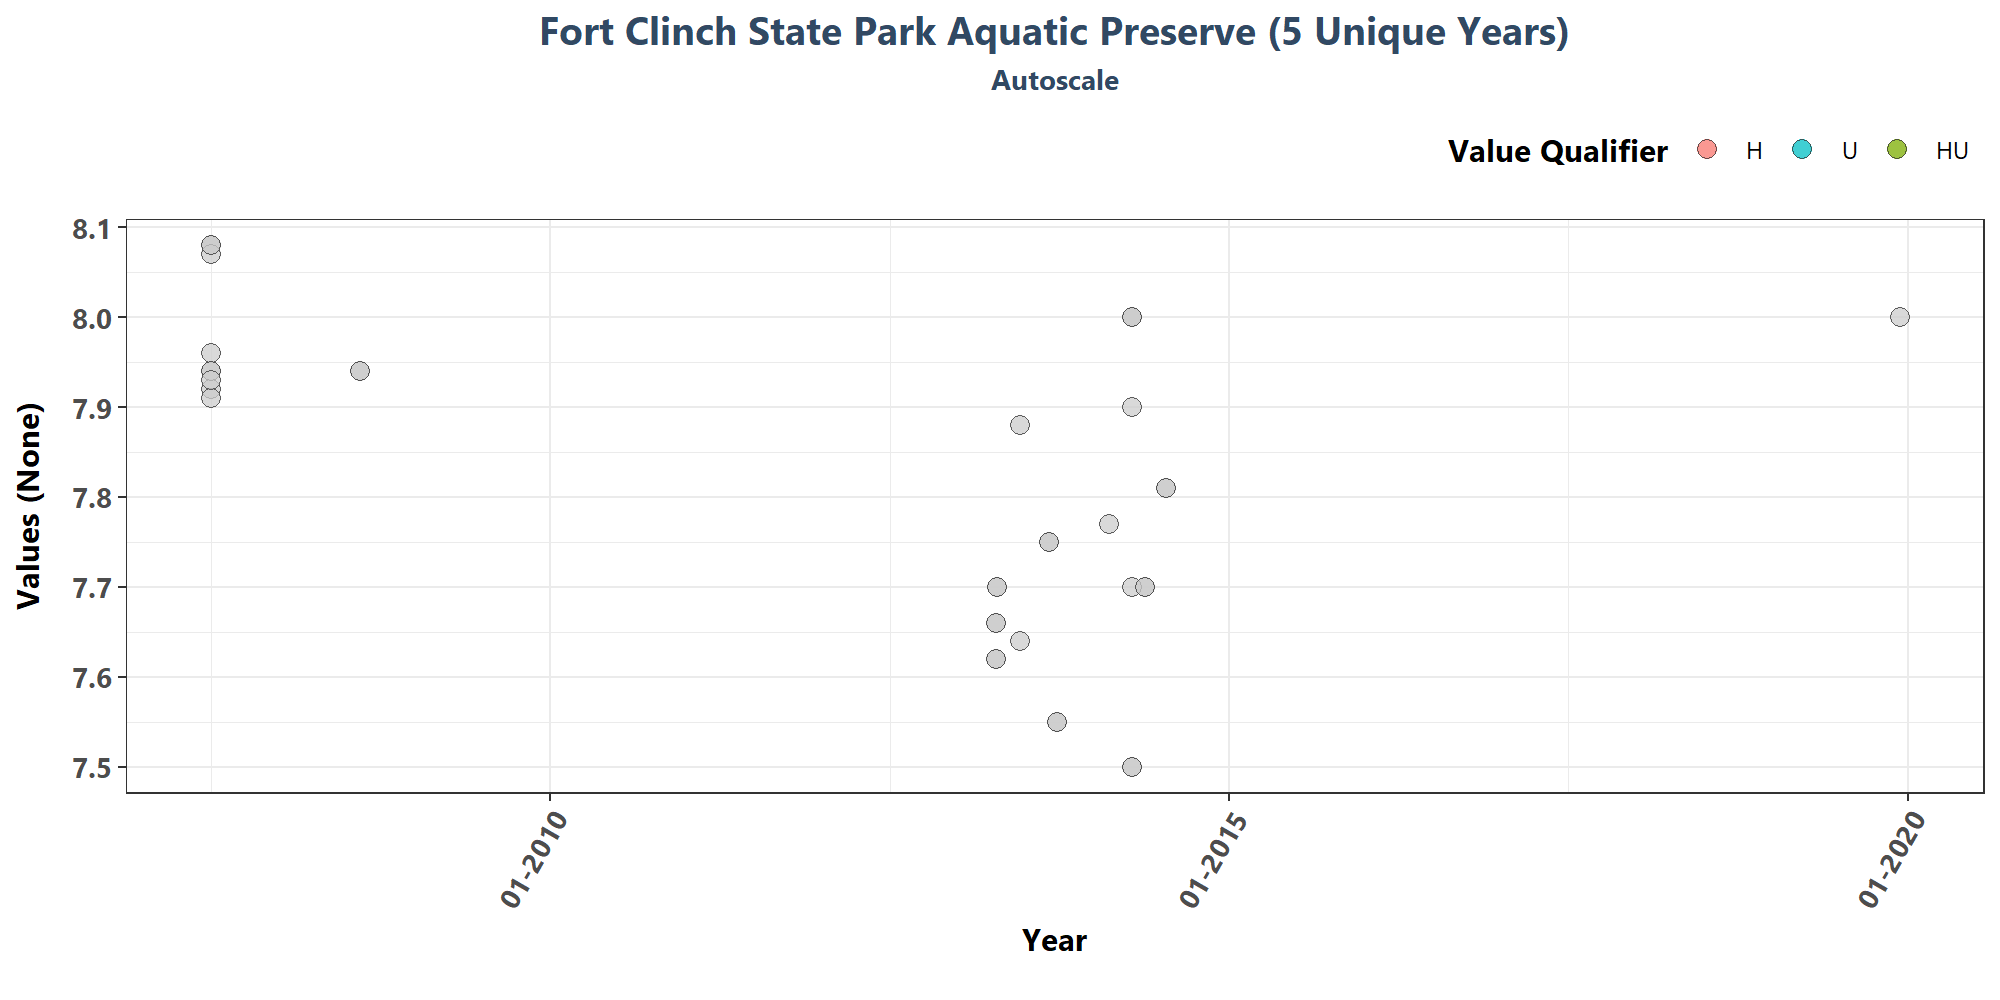 Fort Clinch State Park Aquatic Preserve (5 Unique Years)
Autoscale
Value Qualifier H U HU
8.1
8.0
7.9
7.8
7.7
7.6
7.5
Values (None)
01-2010
01-2015
01-2020
Year